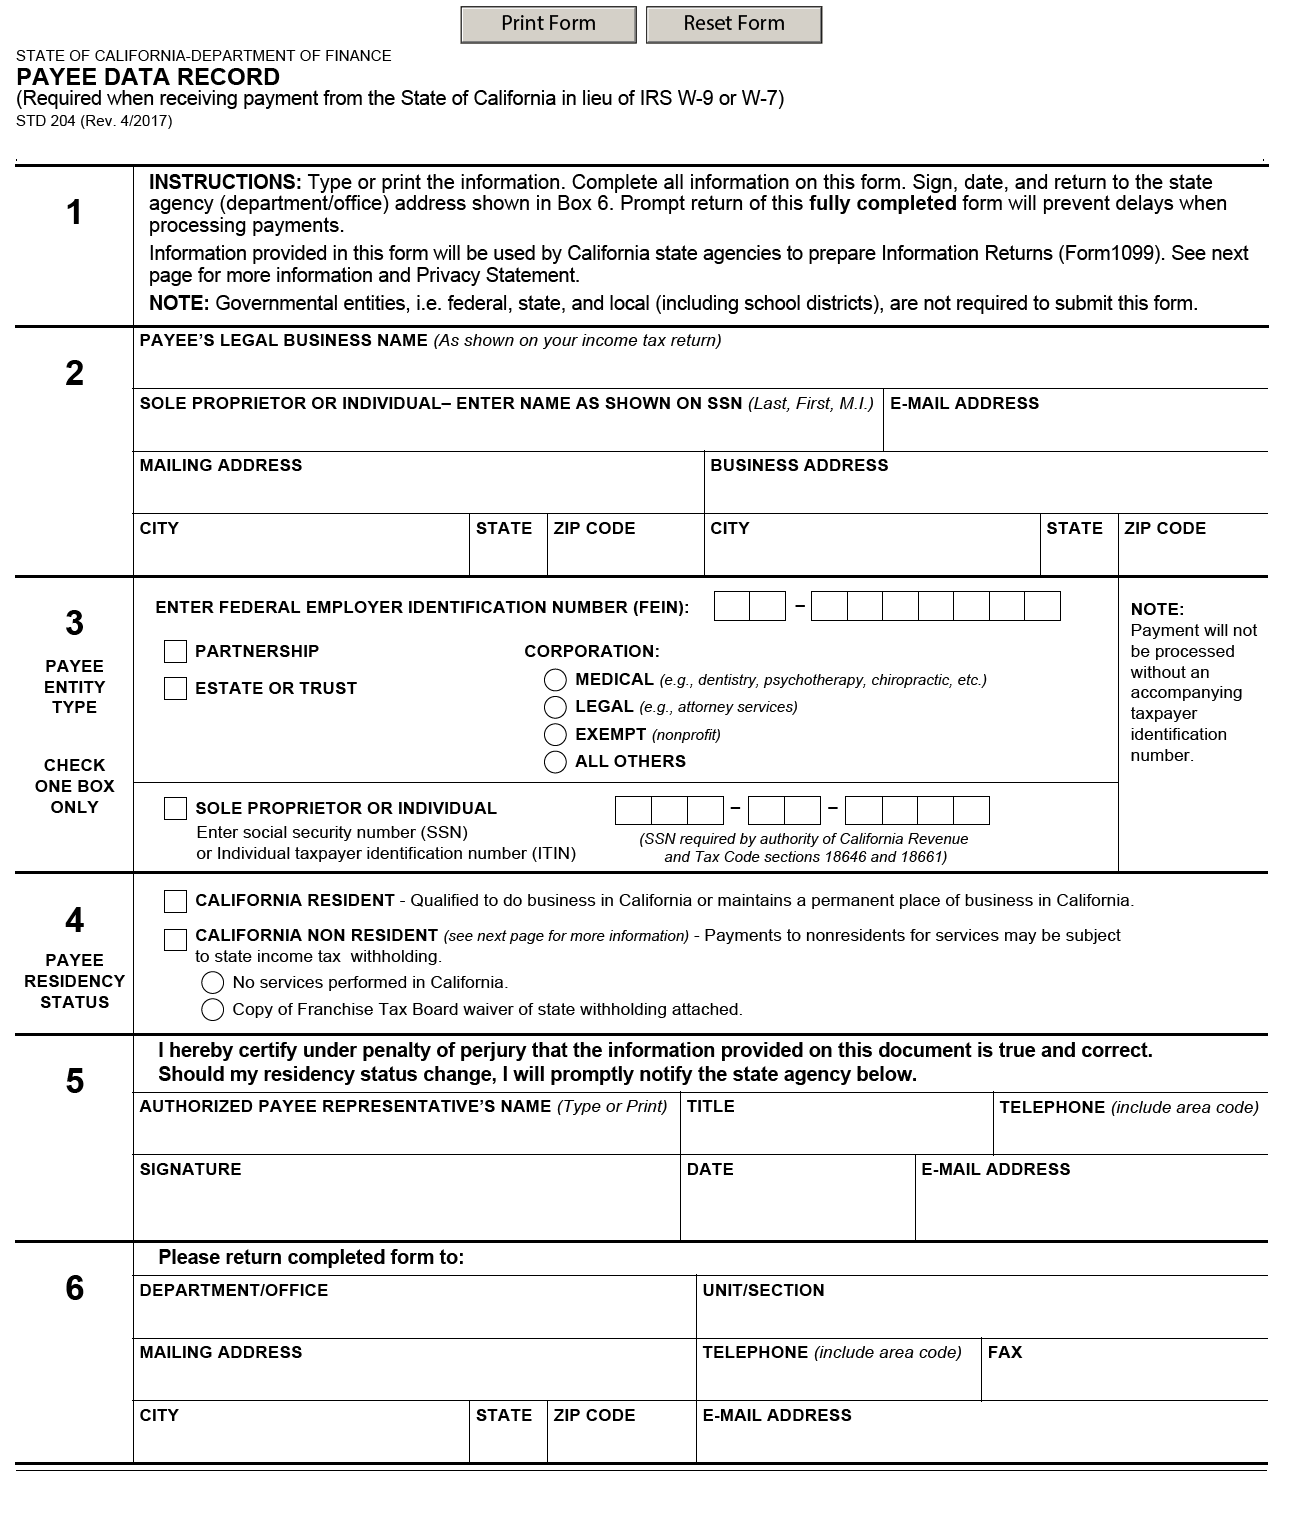 Print Form Reset Form
STATE OF CALIFORNIA-DEPARTMENT OF FINANCE
PAYEE DATA RECORD
(Required when receiving payment from the State of California in lieu of IRS W-9 or W-7)
STD 204 (Rev. 4/2017)
1
INSTRUCTIONS: Type or print the information. Complete all information on this form. Sign, date, and return to the state
agency (department/office) address shown in Box 6. Prompt return of this fully completed form will prevent delays when
processing payments.
Information provided in this form will be used by California state agencies to prepare Information Returns (Form1099). See next
page for more information and Privacy Statement.
NOTE: Governmental entities, i.e. federal, state, and local (including school districts), are not required to submit this form.
2
PAYEE’S LEGAL BUSINESS NAME (As shown on your income tax return)
SOLE PROPRIETOR OR INDIVIDUAL– ENTER NAME AS SHOWN ON SSN (Last, First, M.I.) E-MAIL ADDRESS
MAILING ADDRESS BUSINESS ADDRESS
CITY STATE ZIP CODE CITY STATE ZIP CODE
3
PAYEE
ENTITY
TYPE
CHECK
ONE BOX
ONLY
ENTER FEDERAL EMPLOYER IDENTIFICATION NUMBER (FEIN): –
PARTNERSHIP CORPORATION:
ESTATE OR TRUST
MEDICAL (e.g., dentistry, psychotherapy, chiropractic, etc.)
LEGAL (e.g., attorney services)
EXEMPT (nonprofit)
ALL OTHERS
NOTE:
Payment will not
be processed
without an
accompanying
taxpayer
identification
number.
SOLE PROPRIETOR OR INDIVIDUAL – –
Enter social security number (SSN)
or Individual taxpayer identification number (ITIN)
(SSN required by authority of California Revenue
and Tax Code sections 18646 and 18661)
4
PAYEE
RESIDENCY
STATUS
CALIFORNIA RESIDENT - Qualified to do business in California or maintains a permanent place of business in California.
CALIFORNIA NON RESIDENT (see next page for more information) - Payments to nonresidents for services may be subject
to state income tax withholding.
No services performed in California.
Copy of Franchise Tax Board waiver of state withholding attached.
5
I hereby certify under penalty of perjury that the information provided on this document is true and correct.
Should my residency status change, I will promptly notify the state agency below.
AUTHORIZED PAYEE REPRESENTATIVE’S NAME (Type or Print) TITLE TELEPHONE (include area code)
SIGNATURE DATE E-MAIL ADDRESS
6
Please return completed form to:
DEPARTMENT/OFFICE UNIT/SECTION
MAILING ADDRESS TELEPHONE (include area code) FAX
CITY STATE ZIP CODE E-MAIL ADDRESS